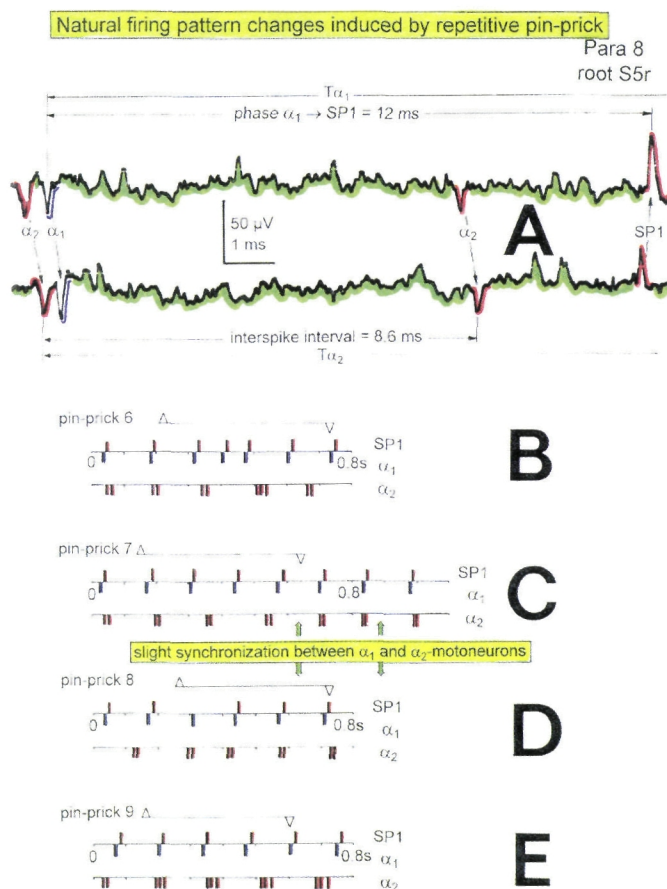 Natural firing pattern changes induced by repetitive pin-prick
Para 8
root S5r
Tα₁
phase α₁ → SP1 = 12 ms
50 µV
1 ms
α₂ α₁ α₂ A SP1
interspike interval = 8.6 ms
Tα₂
pin-prick 6 △ ▽
SP1
0 0.8s α₁
α₂
B
pin-prick 7 △ ▽
SP1
0 0.8 α₁
α₂
C
slight synchronization between α₁ and α₂-motoneurons
pin-prick 8 △ ▽
SP1
0 0.8s α₁
α₂
D
pin-prick 9 △ ▽
SP1
0 0.8s α₁
α₂
E